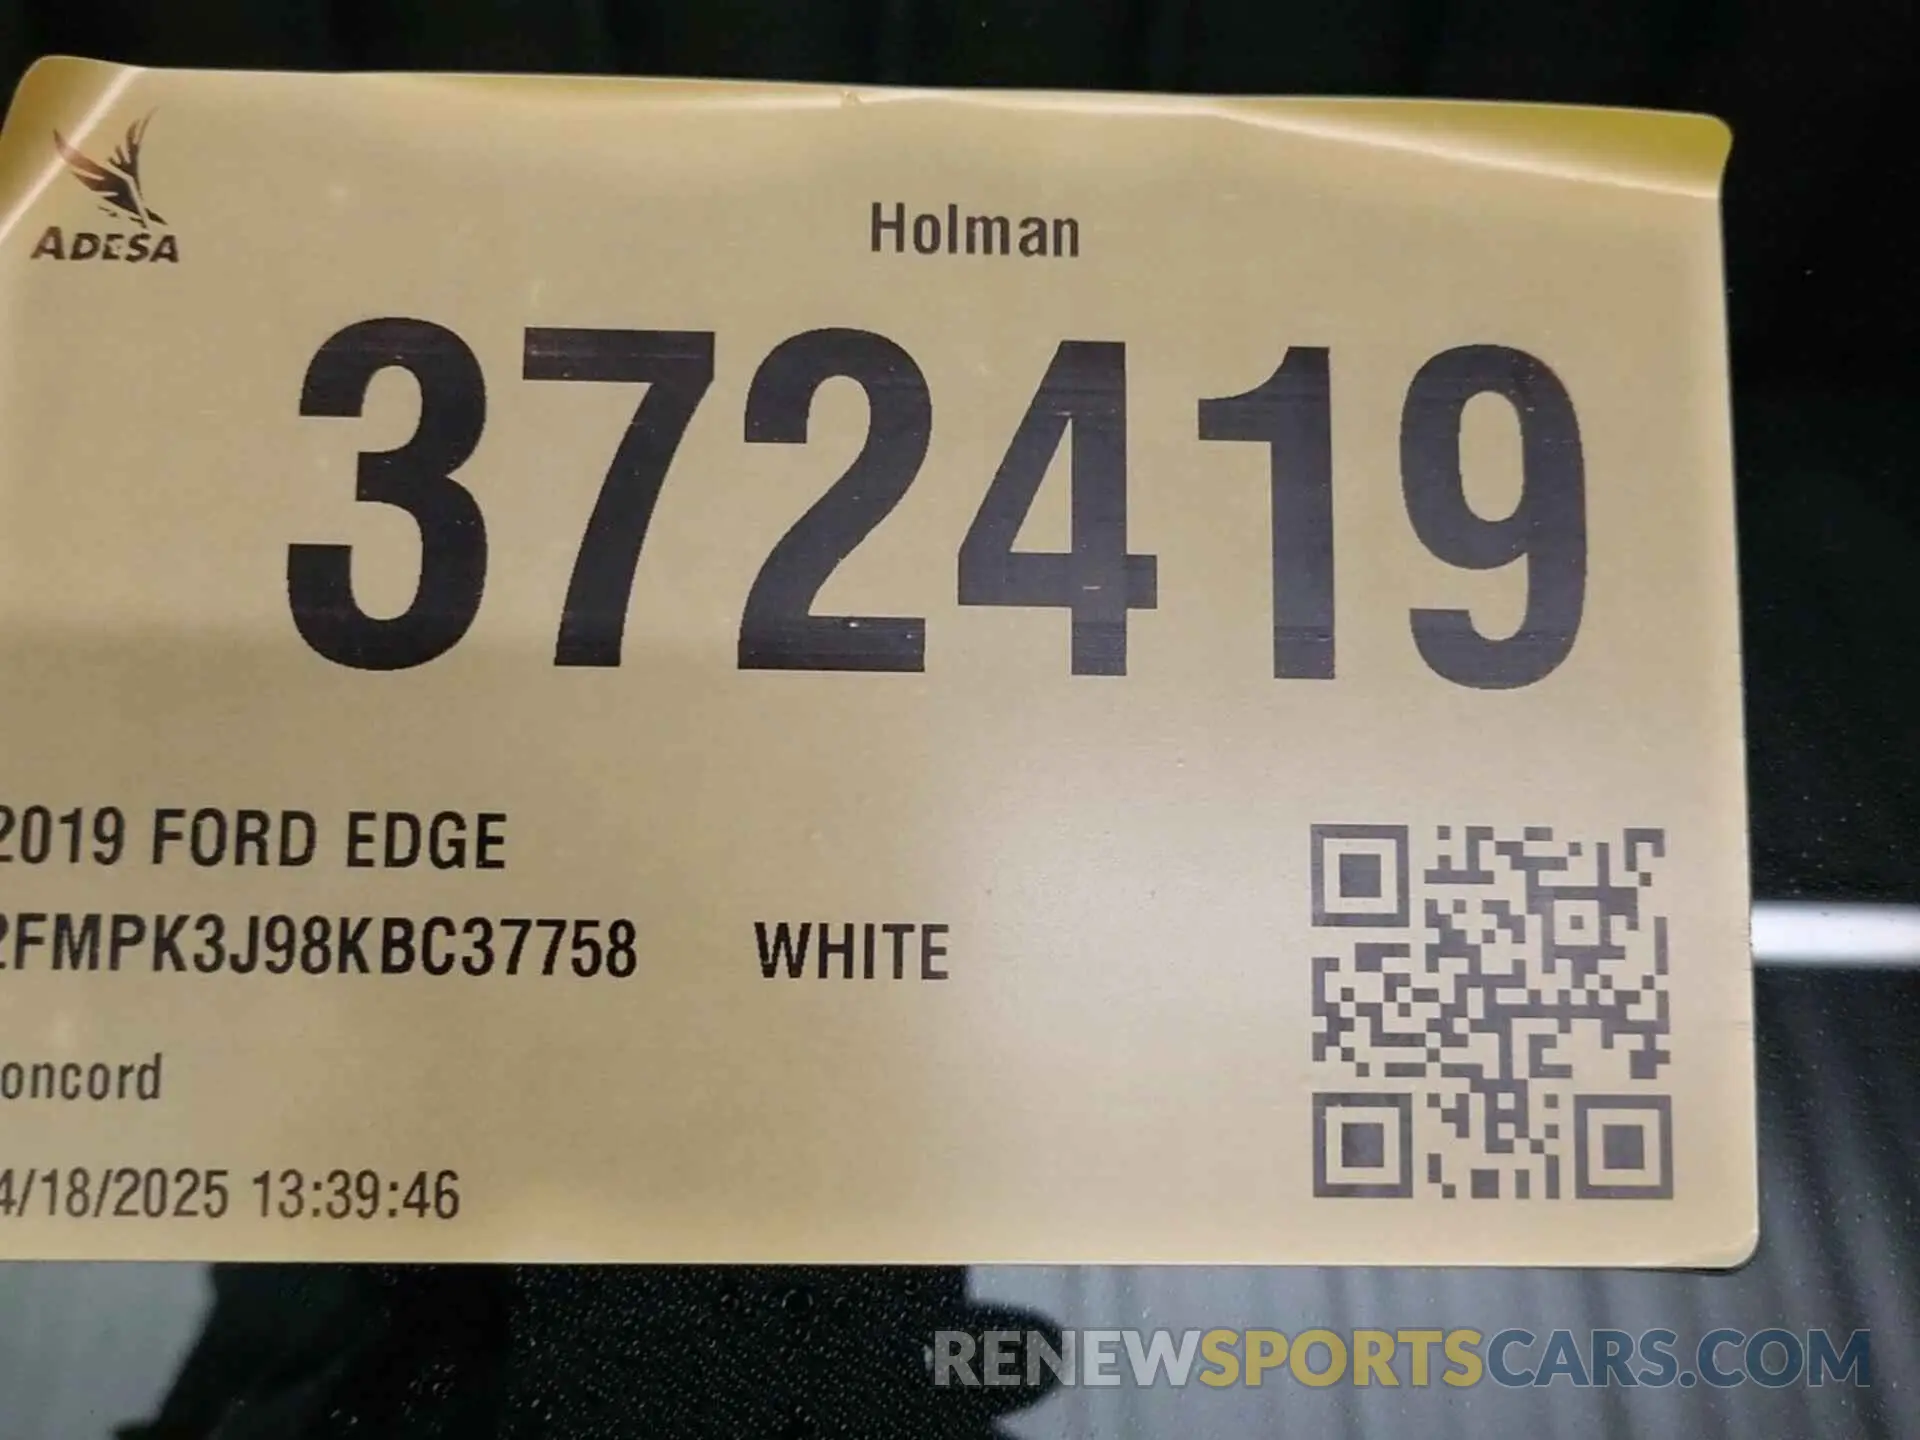 ADESA
Holman
372419
2019 FORD EDGE
2FMPK3J98KBC37758 WHITE
oncord
4/18/2025 13:39:46
RENEWSPORTSCARS.COM